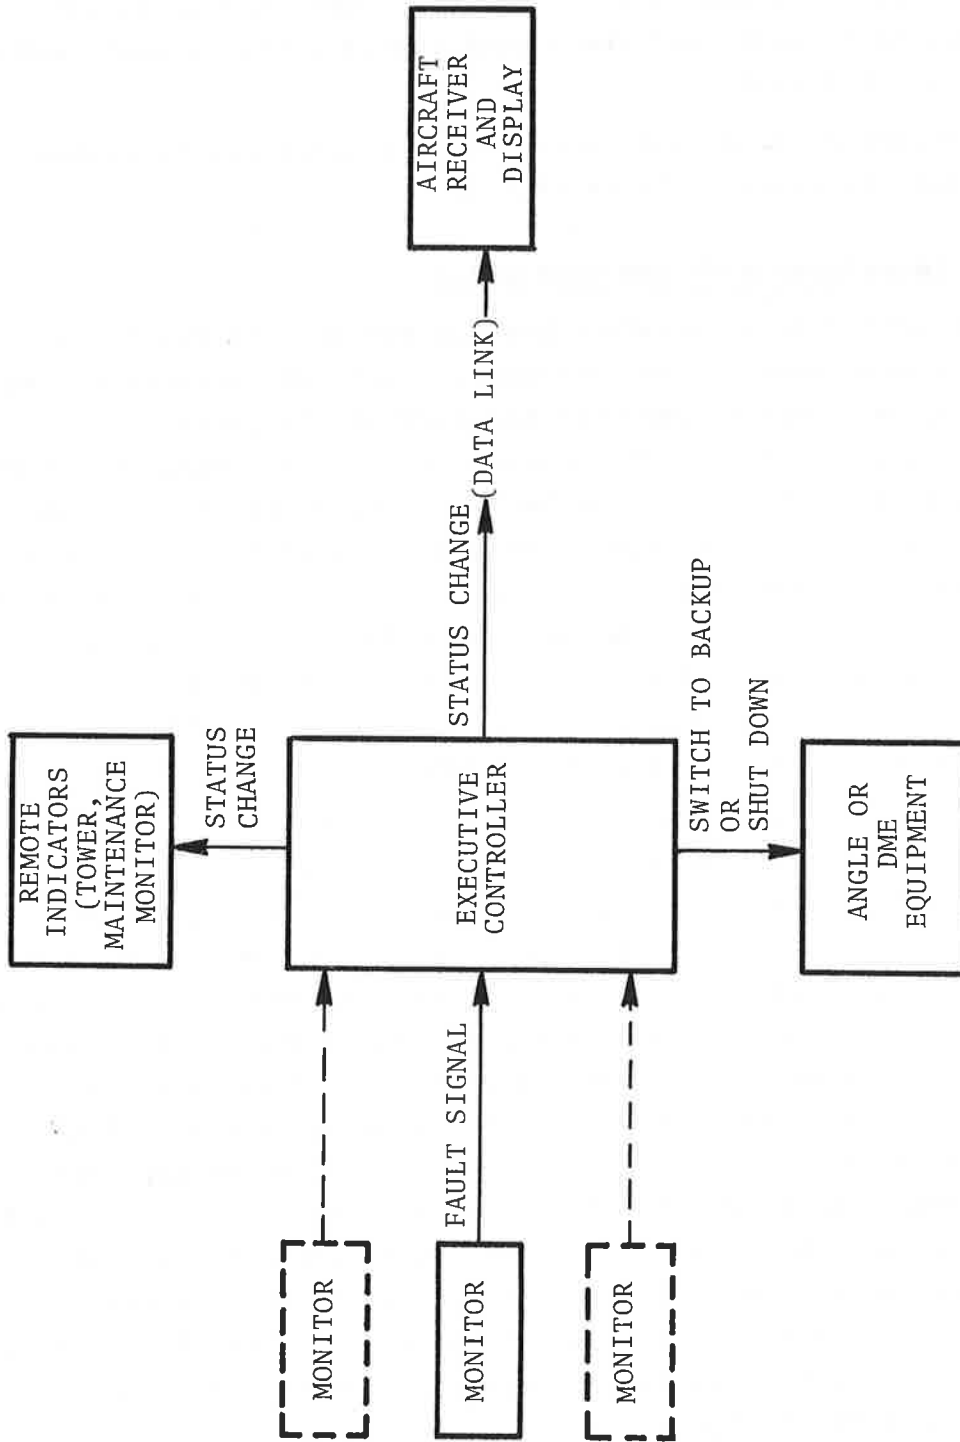 REMOTE
INDICATORS
(TOWER,
MAINTENANCE
MONITOR)
STATUS
CHANGE
MONITOR
MONITOR
MONITOR
FAULT SIGNAL
EXECUTIVE
CONTROLLER
STATUS CHANGE
(DATA LINK)
AIRCRAFT
RECEIVER
AND
DISPLAY
SWITCH TO BACKUP
OR
SHUT DOWN
ANGLE OR
DME
EQUIPMENT